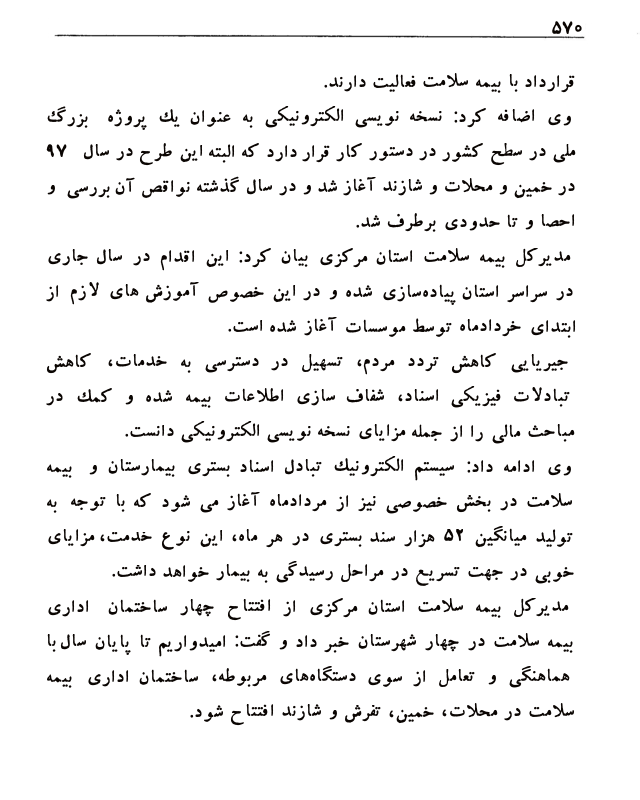 ۵۷۰
قرارداد با بیمه سلامت فعالیت دارند.
وی اضافه کرد: نسخه نویسی الکترونیکی به عنوان یك پروژه بزرگ
ملی در سطح کشور در دستور کار قرار دارد که البته این طرح در سال ۹۷
در خمین و محلات و شازند آغاز شد و در سال گذشته نواقص آن بررسی و
احصا و تا حدودی برطرف شد.
مدیرکل بیمه سلامت استان مرکزی بیان کرد: این اقدام در سال جاری
در سراسر استان پیاده‌سازی شده و در این خصوص آموزش های لازم از
ابتدای خردادماه توسط موسسات آغاز شده است.
جیریایی کاهش تردد مردم، تسهیل در دسترسی به خدمات، کاهش
تبادلات فیزیکی اسناد، شفاف سازی اطلاعات بیمه شده و کمك در
مباحث مالی را از جمله مزایای نسخه نویسی الکترونیکی دانست.
وی ادامه داد: سیستم الکترونیك تبادل اسناد بستری بیمارستان و بیمه
سلامت در بخش خصوصی نیز از مردادماه آغاز می شود که با توجه به
تولید میانگین ۵۲ هزار سند بستری در هر ماه، این نوع خدمت، مزایای
خوبی در جهت تسریع در مراحل رسیدگی به بیمار خواهد داشت.
مدیرکل بیمه سلامت استان مرکزی از افتتاح چهار ساختمان اداری
بیمه سلامت در چهار شهرستان خبر داد و گفت: امیدواریم تا پایان سال با
هماهنگی و تعامل از سوی دستگاه‌های مربوطه، ساختمان اداری بیمه
سلامت در محلات، خمین، تفرش و شازند افتتاح شود.